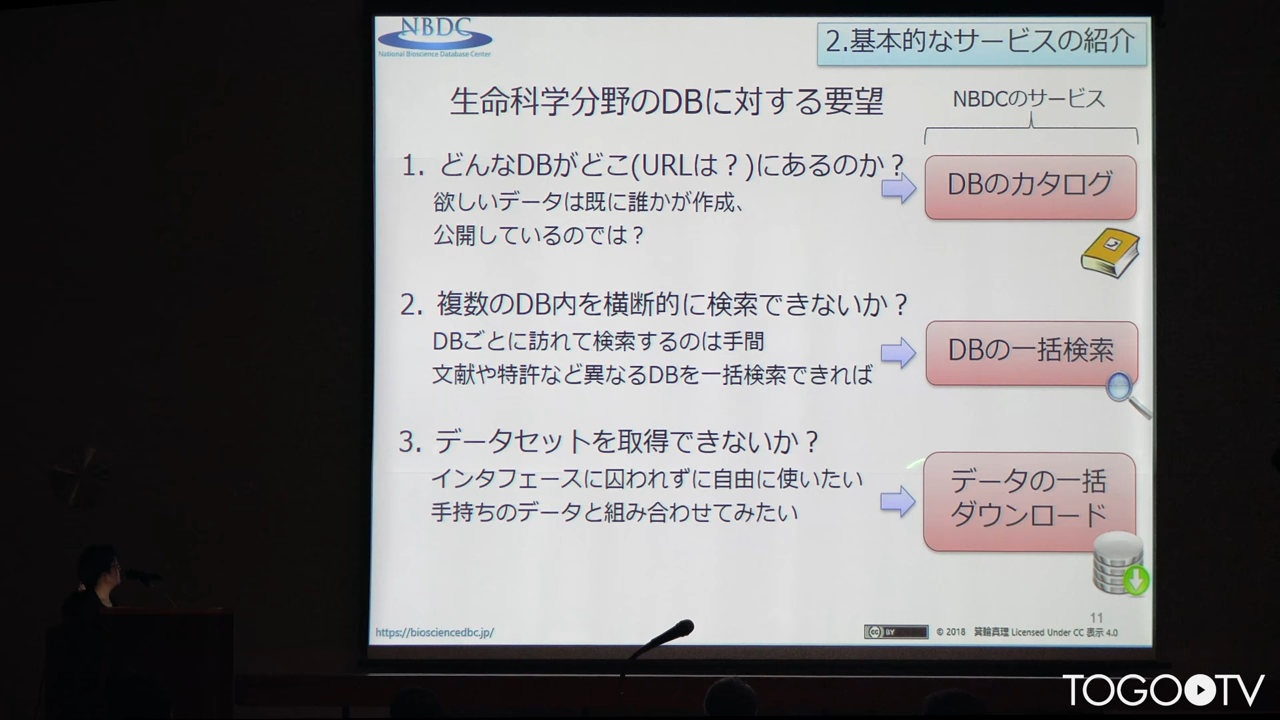 NBDC
National Bioscience Database Center
2.基本的なサービスの紹介
生命科学分野のDBに対する要望
NBDCのサービス
1. どんなDBがどこ(URLは？)にあるのか？
欲しいデータは既に誰かが作成、
公開しているのでは？
DBのカタログ
2. 複数のDB内を横断的に検索できないか？
DBごとに訪れて検索するのは手間
文献や特許など異なるDBを一括検索できれば
DBの一括検索
3. データセットを取得できないか？
インタフェースに囚われずに自由に使いたい
手持ちのデータと組み合わせてみたい
データの一括
ダウンロード
11
https://biosciencedbc.jp/
cc BY
© 2018 箕輪真理 Licensed Under CC 表示 4.0
TOGO TV